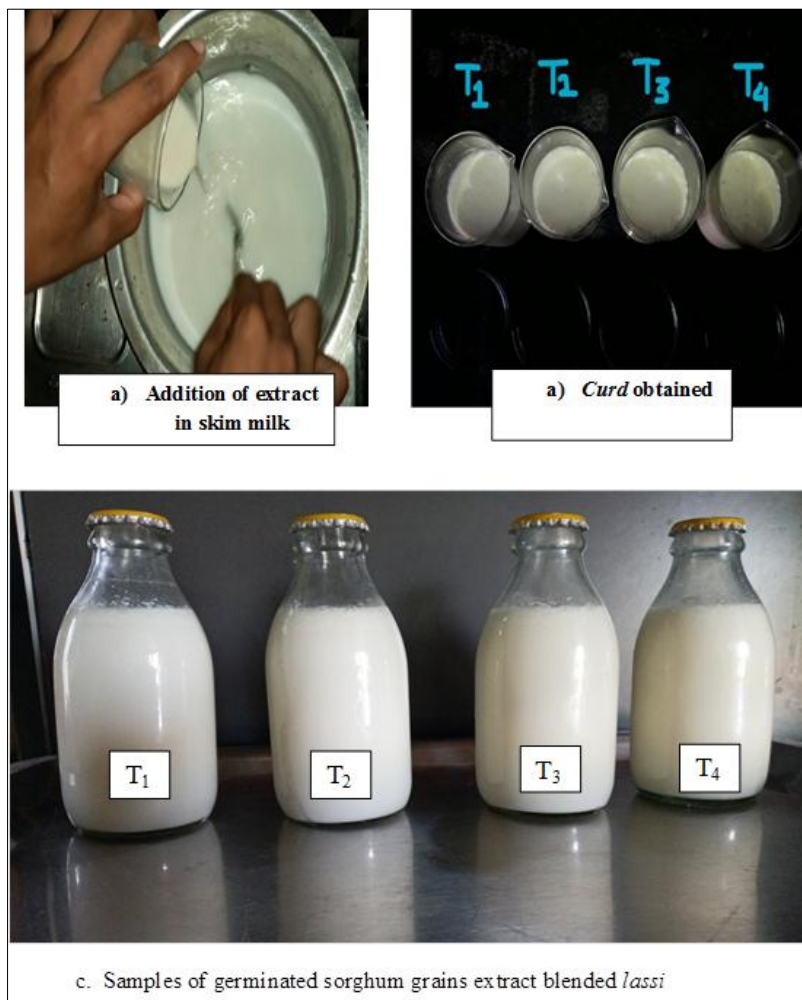 T1 T2 T3 T4
a) Addition of extract
in skim milk
a) Curd obtained
T1 T2 T3 T4
c. Samples of germinated sorghum grains extract blended lassi